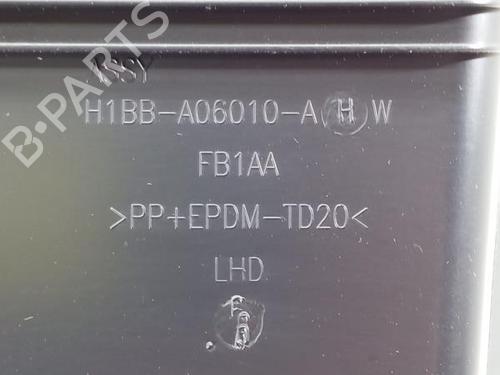 B-PARTS
ASSY
H1BB-A06010-A H W
FB1AA
>PP+EPDM-TD20<
LHD
F